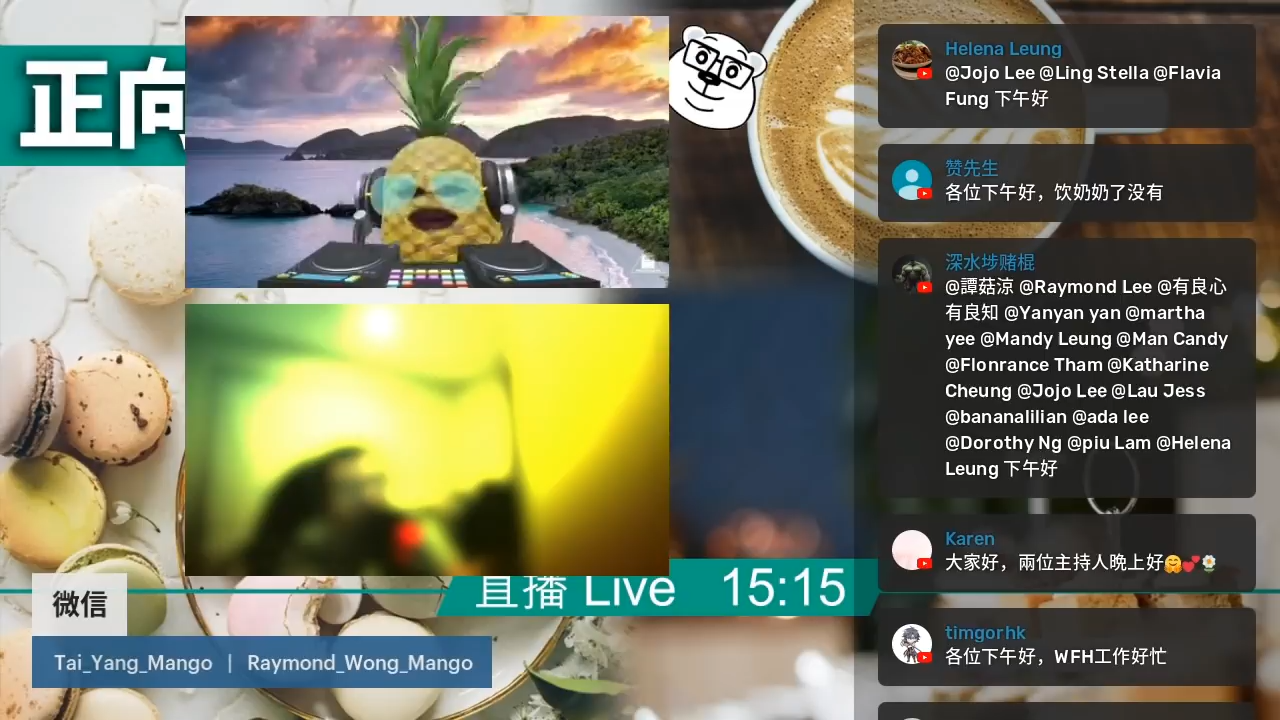 正向
Helena Leung
@Jojo Lee @Ling Stella @Flavia
Fung 下午好
赞先生
各位下午好，饮奶奶了没有
深水埗赌棍
@譚菇涼 @Raymond Lee @有良心
有良知 @Yanyan yan @martha
yee @Mandy Leung @Man Candy
@Flonrance Tham @Katharine
Cheung @Jojo Lee @Lau Jess
@bananalilian @ada lee
@Dorothy Ng @piu Lam @Helena
Leung 下午好
Karen
大家好，兩位主持人晚上好🤗💕🌼
timgorhk
各位下午好，WFH工作好忙
直播 Live 15:15
微信
Tai_Yang_Mango | Raymond_Wong_Mango